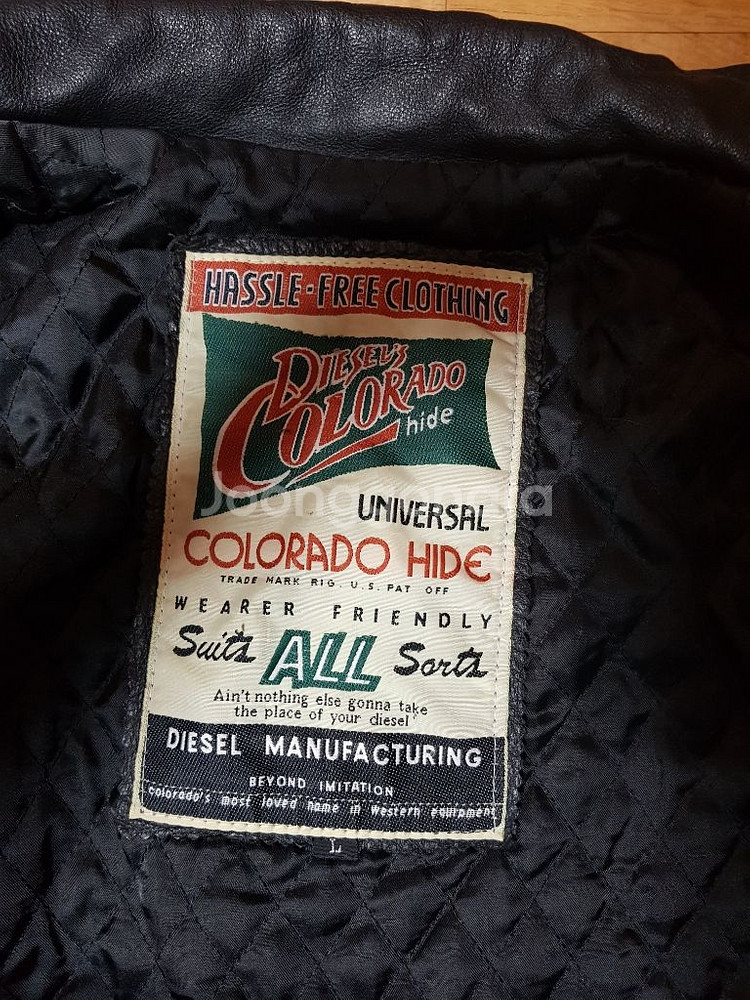 HASSLE-FREE CLOTHING
DIESEL'S
COLORADO
hide
UNIVERSAL
COLORADO HIDE
TRADE MARK RIG. U.S. PAT OFF
WEARER FRIENDLY
Suits ALL Sorts
Ain't nothing else gonna take
the place of your diesel"
DIESEL MANUFACTURING
BEYOND IMITATION
colorado's most loved name in Western equipment
L